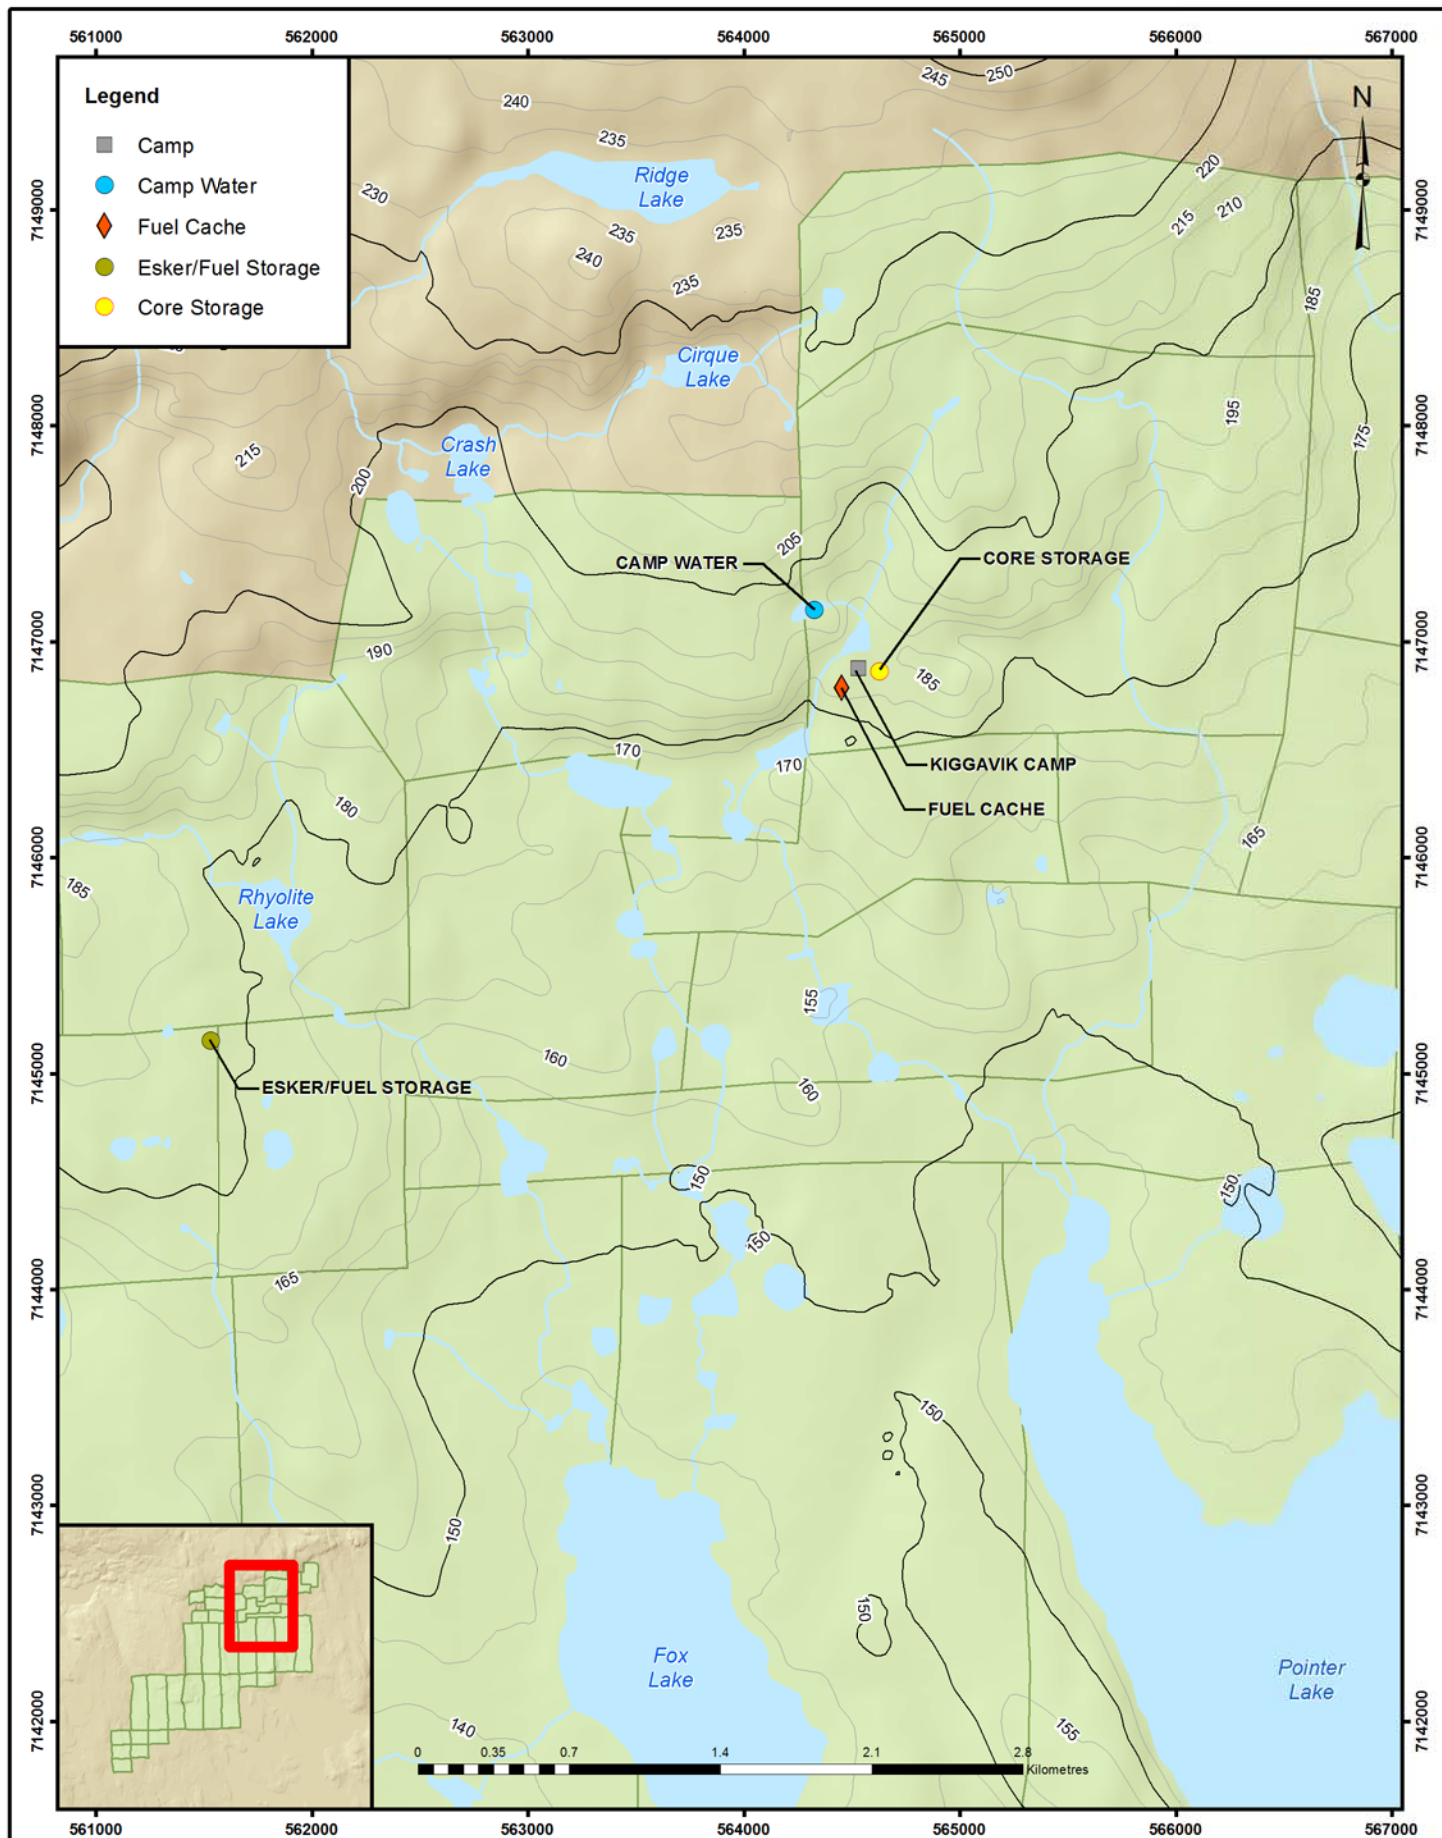 561000 562000 563000 564000 565000 566000 567000
Legend
Camp
Camp Water
Fuel Cache
Esker/Fuel Storage
Core Storage
N
245
250
240
235
230
Ridge
Lake
235
240
235
235
220
215
210
185
7149000
7149000
Cirque
Lake
215
200
Crash
Lake
195
175
7148000
7148000
205
CAMP WATER
CORE STORAGE
190
185
7147000
7147000
170
170
KIGGAVIK CAMP
180
FUEL CACHE
165
7146000
7146000
185
Rhyolite
Lake
155
160
160
ESKER/FUEL STORAGE
7145000
7145000
150
150
150
165
7144000
7144000
150
150
7143000
7143000
150
Fox
Lake
Pointer
Lake
140
155
7142000
7142000
0 0.35 0.7 1.4 2.1 2.8
Kilometres
561000 562000 563000 564000 565000 566000 567000